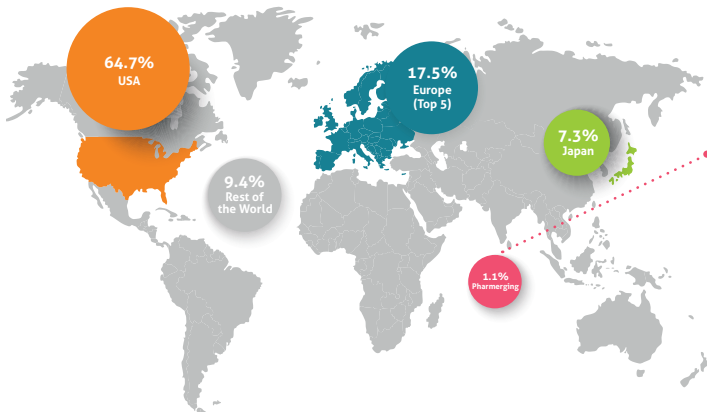 64.7%
USA
17.5%
Europe
(Top 5)
7.3%
Japan
9.4%
Rest of
the World
1.1%
Pharmerging